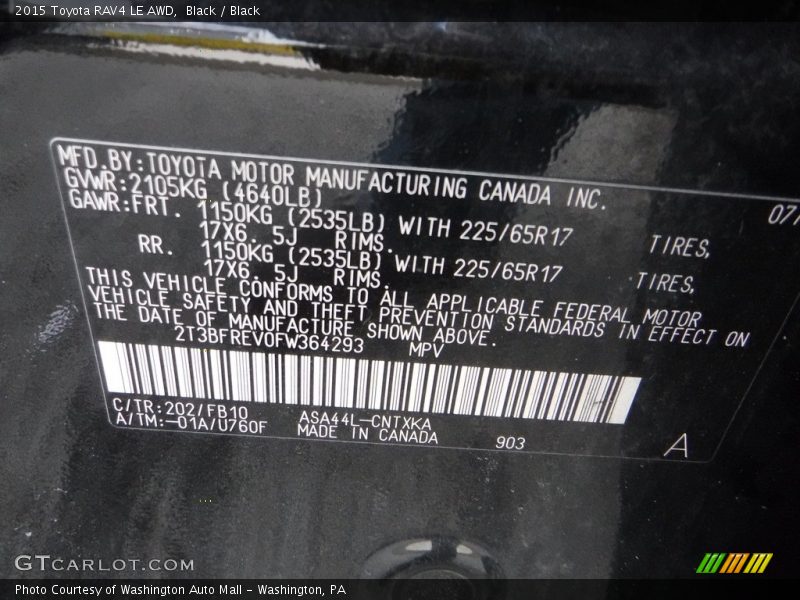 2015 Toyota RAV4 LE AWD, Black / Black
MFD.BY:TOYOTA MOTOR MANUFACTURING CANADA INC.
07/
GVWR:2105KG (4640LB)
GAWR:FRT. 1150KG (2535LB) WITH 225/65R17 TIRES,
17X6.5J RIMS.
RR. 1150KG (2535LB) WITH 225/65R17 TIRES,
17X6.5J RIMS.
THIS VEHICLE CONFORMS TO ALL APPLICABLE FEDERAL MOTOR
VEHICLE SAFETY AND THEFT PREVENTION STANDARDS IN EFFECT ON
THE DATE OF MANUFACTURE SHOWN ABOVE.
2T3BFREV0FW364293 MPV
C/TR:202/FB10 ASA44L-CNTXKA
A/TM:-01A/U760F MADE IN CANADA 903 A
GTCARLOT.COM
Photo Courtesy of Washington Auto Mall - Washington, PA